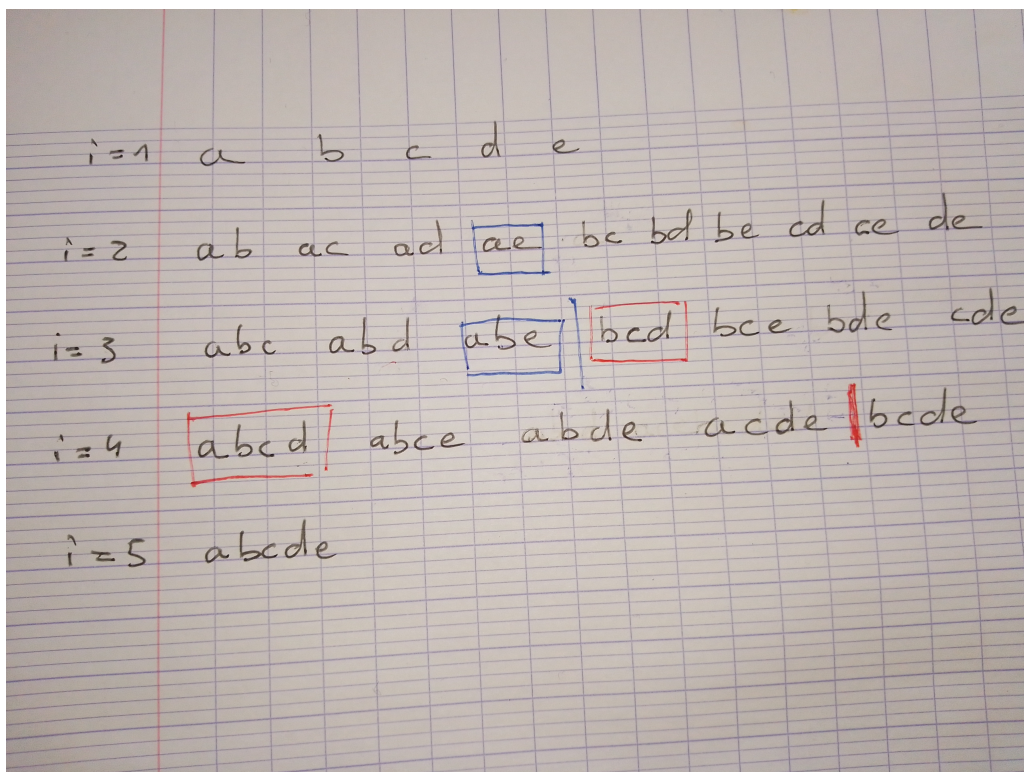 i=1 a b c d e
i=2 ab ac ad ae bc bd be cd ce de
i=3 abc abd abe bcd bce bde cde
i=4 abcd abce abde acde bcde
i=5 abcde